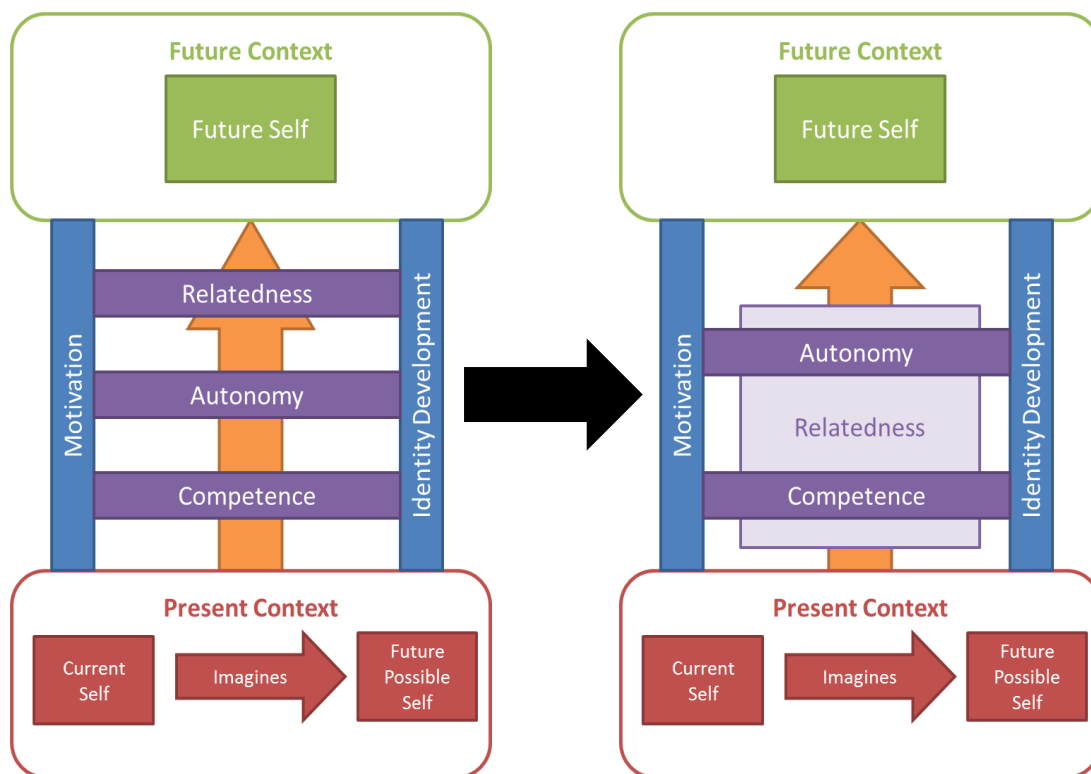 Future Context
Future Self
Motivation
Identity Development
Relatedness
Autonomy
Competence
Present Context
Current
Self
Imagines
Future
Possible
Self
Future Context
Future Self
Motivation
Identity Development
Autonomy
Relatedness
Competence
Present Context
Current
Self
Imagines
Future
Possible
Self